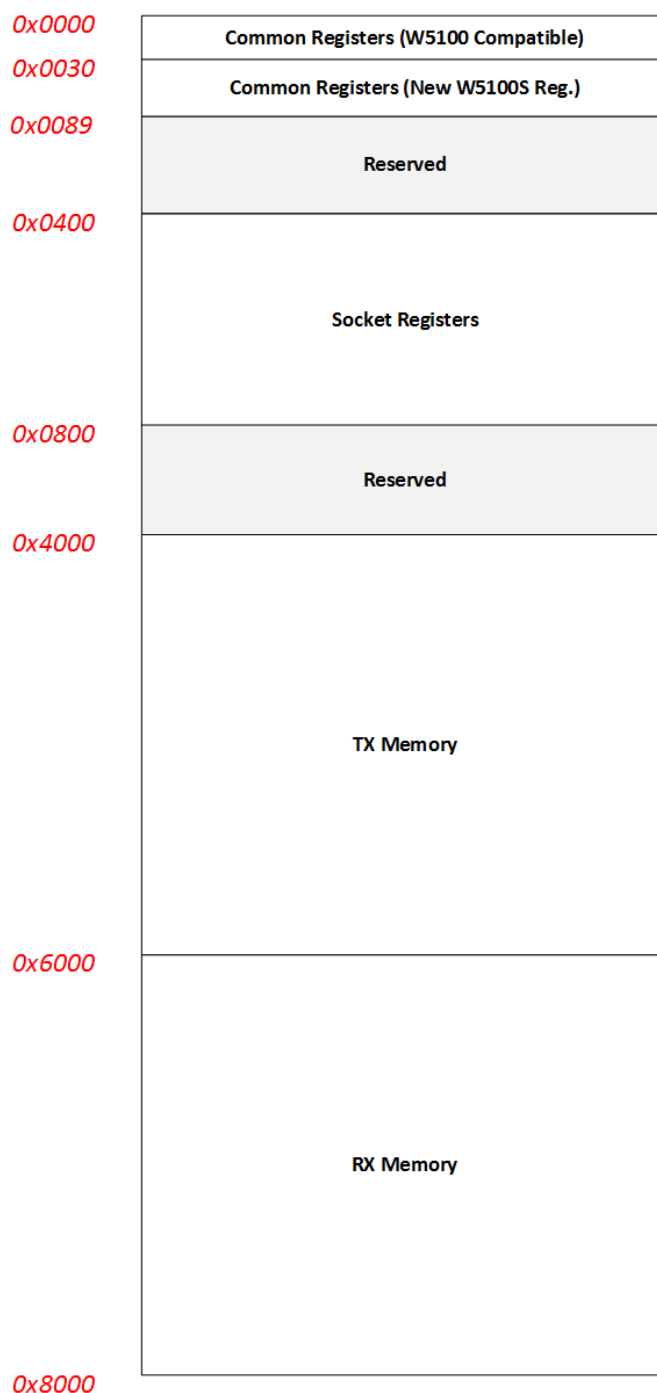 0x0000
Common Registers (W5100 Compatible)
0x0030
Common Registers (New W5100S Reg.)
0x0089
Reserved
0x0400
Socket Registers
0x0800
Reserved
0x4000
TX Memory
0x6000
RX Memory
0x8000